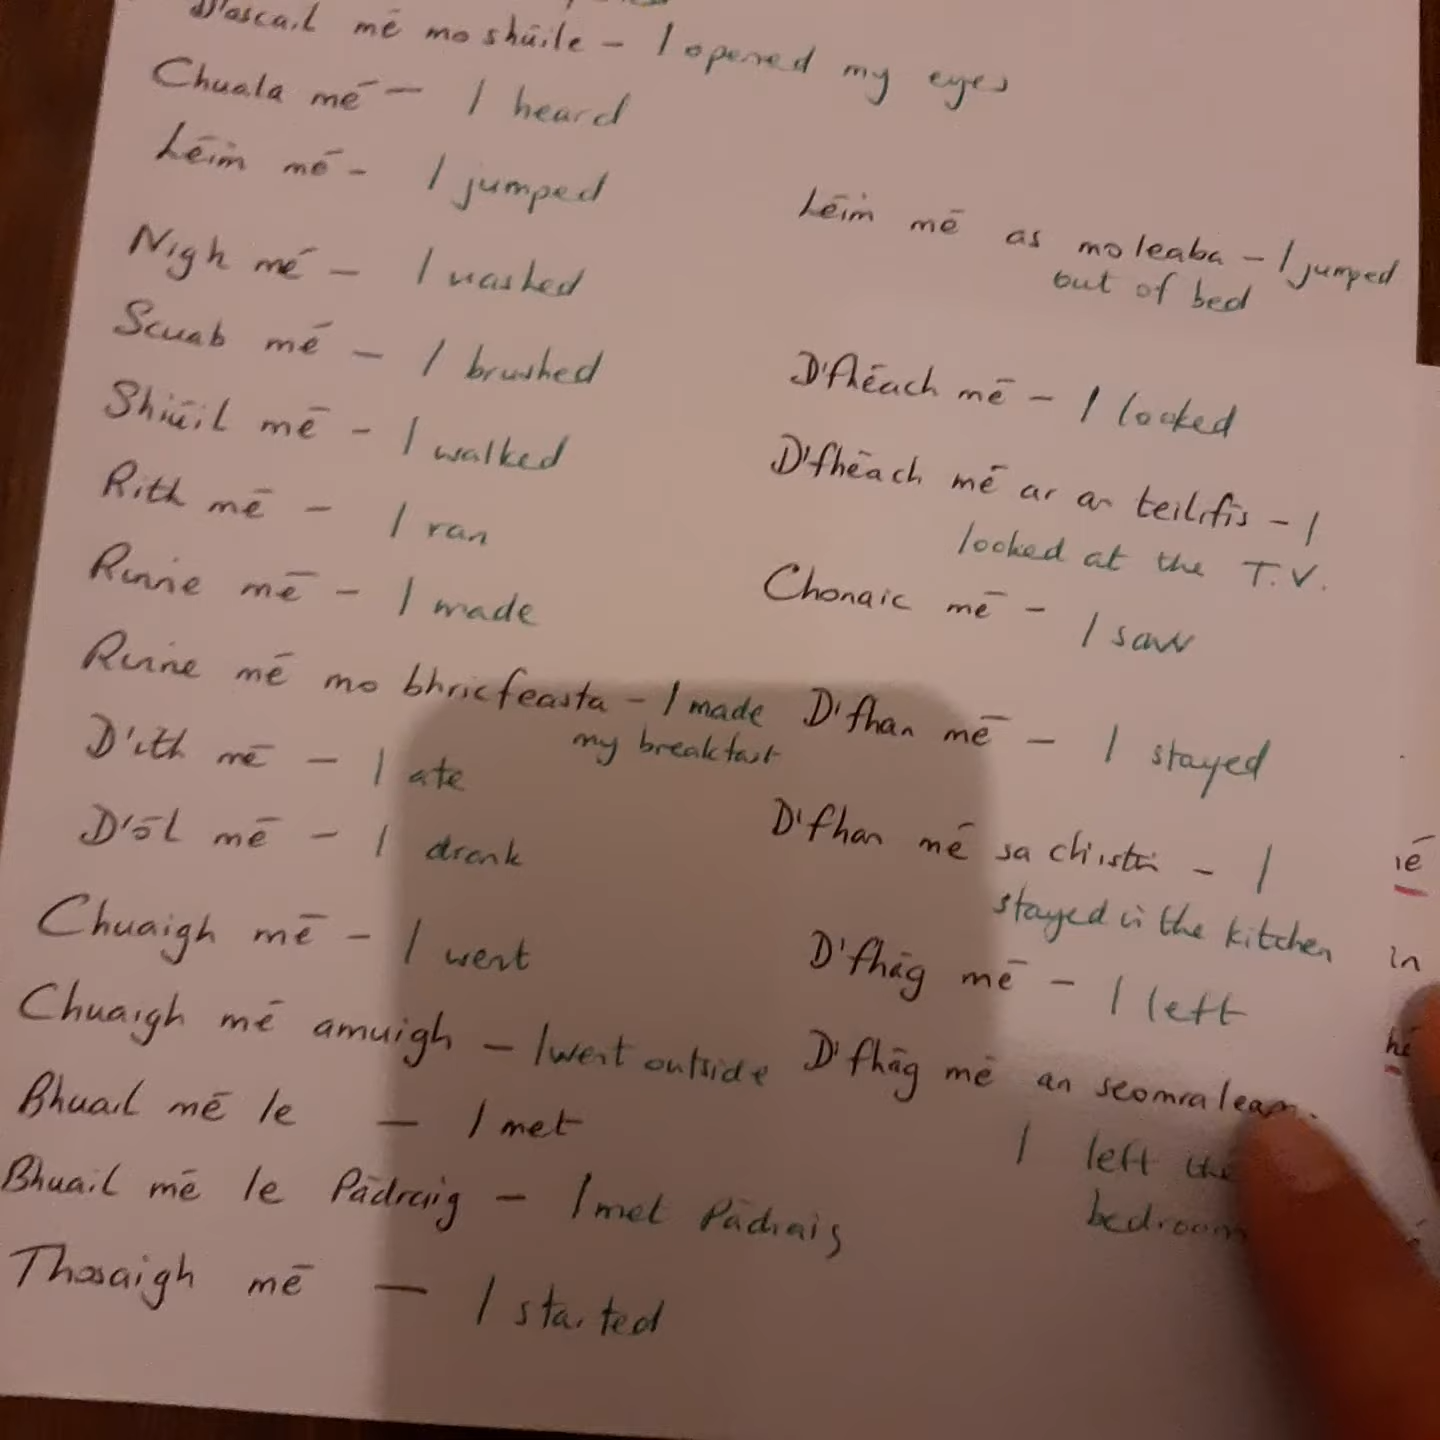 D'oscail mé mo shúile - I opened my eyes
Chuala mé - I heard
Léim mé - I jumped
Nigh mé - I washed
Scuab mé - I brushed
Shiúil mé - I walked
Rith mé - I ran
Rinne mé - I made
Rinne mé mo bhricfeasta - I made
my breakfast
D'ith mé - I ate
D'ól mé - I drank
Chuaigh mé - I went
Chuaigh mé amuigh - I went outside
Bhuail mé le - I met
Bhuail mé le Pádraig - I met Pádraig
Thosaigh mé - I started
Léim mé as mo leaba - I jumped
out of bed
D'fhéach mé - I looked
D'fhéach mé ar an teilifís - I
looked at the T.V.
Chonaic mé - I saw
D'fhan mé - I stayed
D'fhan mé sa chistin - I
stayed in the kitchen
D'fhág mé - I left
D'fhág mé an seomra leapa.
I left the
bedroom
in